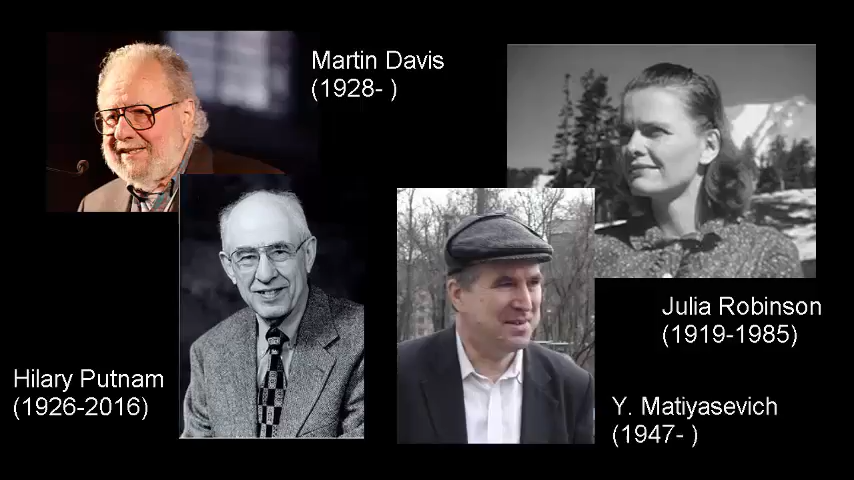 Martin Davis
(1928- )
Julia Robinson
(1919-1985)
Hilary Putnam
(1926-2016)
Y. Matiyasevich
(1947- )